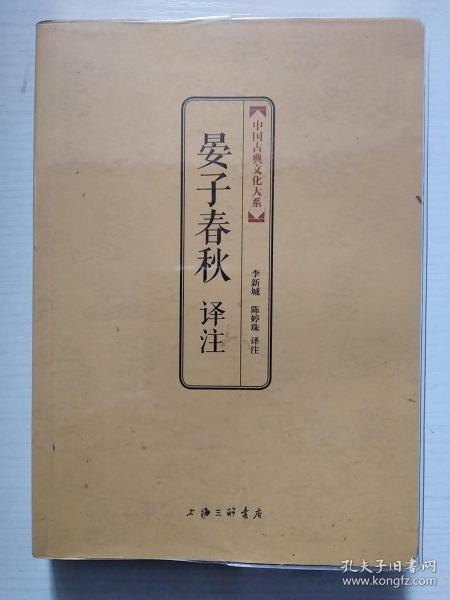 中国古典文化大系
晏子春秋 译注
李新城 陈婷珠 译注
上海三联书店
孔夫子旧书网
www.kongfz.com